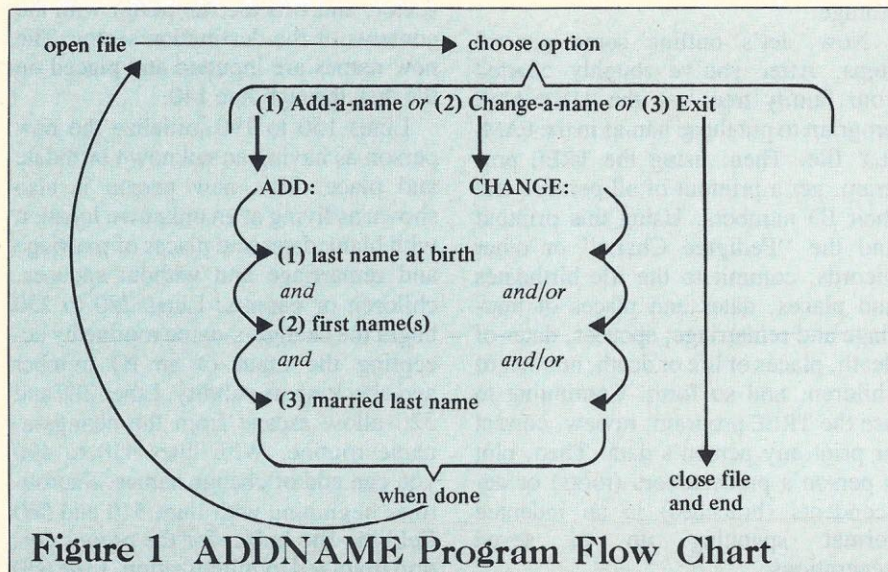 open file choose option
(1) Add-a-name or (2) Change-a-name or (3) Exit
ADD: CHANGE:
(1) last name at birth
and and/or
(2) first name(s)
and and/or
(3) married last name
when done
close file
and end
Figure ADDNAME Program Flow Chart